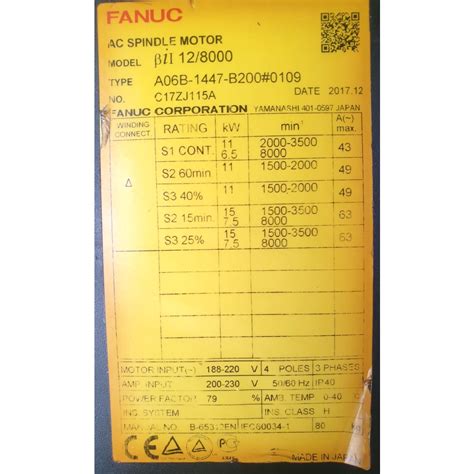 FANUC
AC SPINDLE MOTOR
MODEL βiI 12/8000
TYPE A06B-1447-B200#0109
NO. C17ZJ115A DATE 2017.12
FANUC CORPORATION YAMANASHI 401-0597 JAPAN
WINDING CONNECT. RATING kW min⁻¹ A(~) max.
S1 CONT. 11 2000-3500 43
6.5 8000
Δ S2 60min 11 1500-2000 49
S3 40% 11 1500-2000 49
S2 15min. 15 1500-3500 63
7.5 8000
S3 25% 15 1500-3500 63
7.5 8000
MOTOR INPUT(~) 188-220 V 4 POLES 3 PHASES
AMP. INPUT 200-230 V 50/60 Hz IP40
POWER FACTOR 79 % AMB. TEMP. 0-40 °C
INS. SYSTEM INS. CLASS H
MANUAL NO. IEC60034-1 80 kg
CE
MADE IN JAPAN